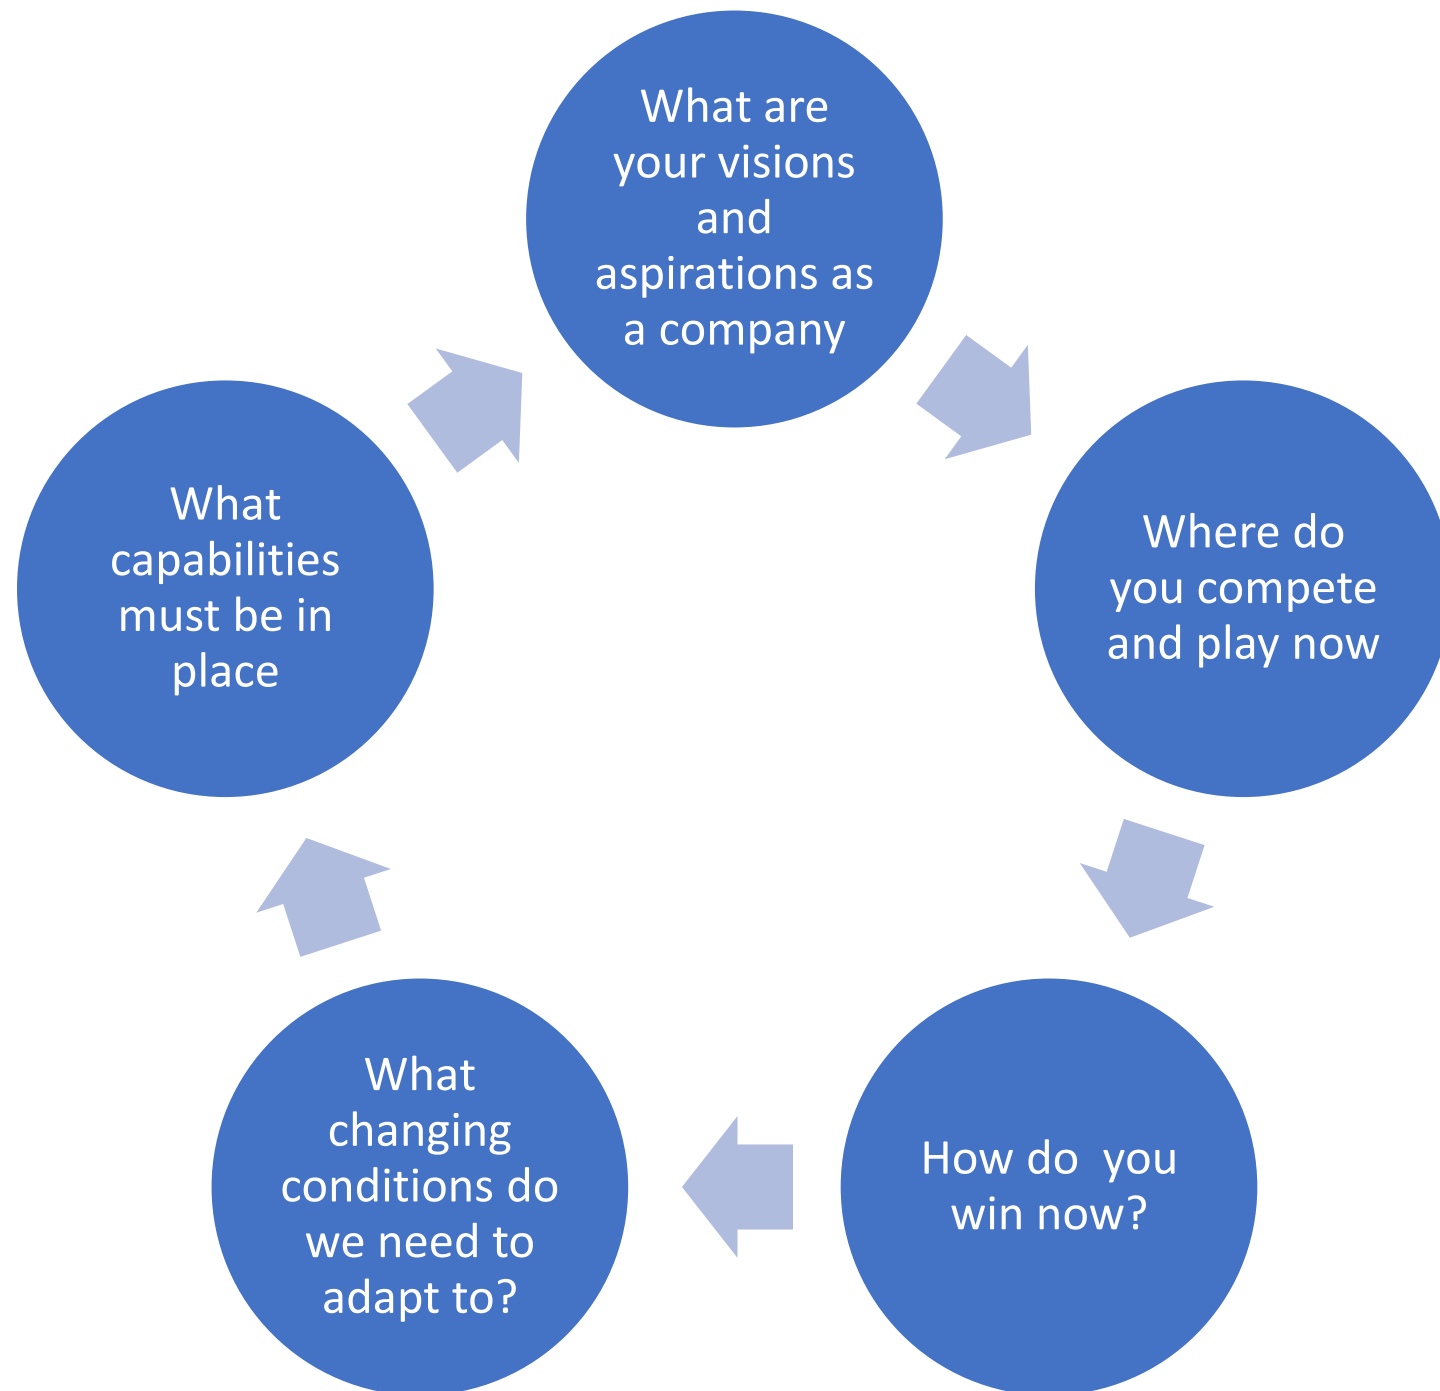 What are
your visions
and
aspirations as
a company
Where do
you compete
and play now
How do  you
win now?
What
changing
conditions do
we need to
adapt to?
What
capabilities
must be in
place